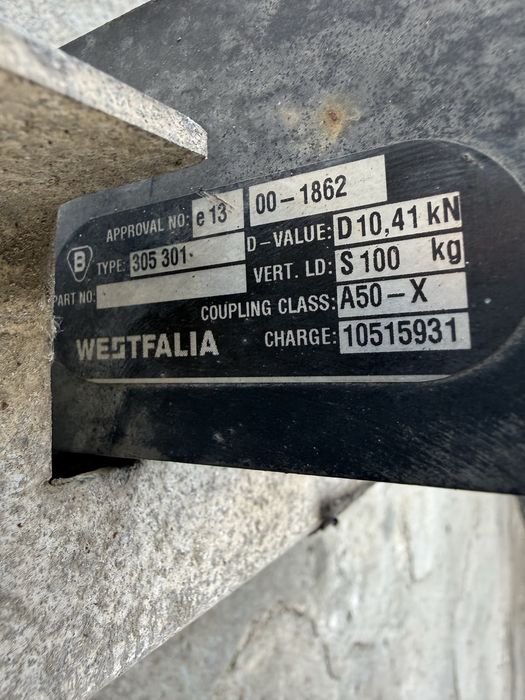 APPROVAL NO: e 13 00-1862
TYPE: 305 301 D-VALUE: D 10,41 kN
PART NO: VERT. LD: S 100 kg
COUPLING CLASS: A50-X
WESTFALIA CHARGE: 10515931
B